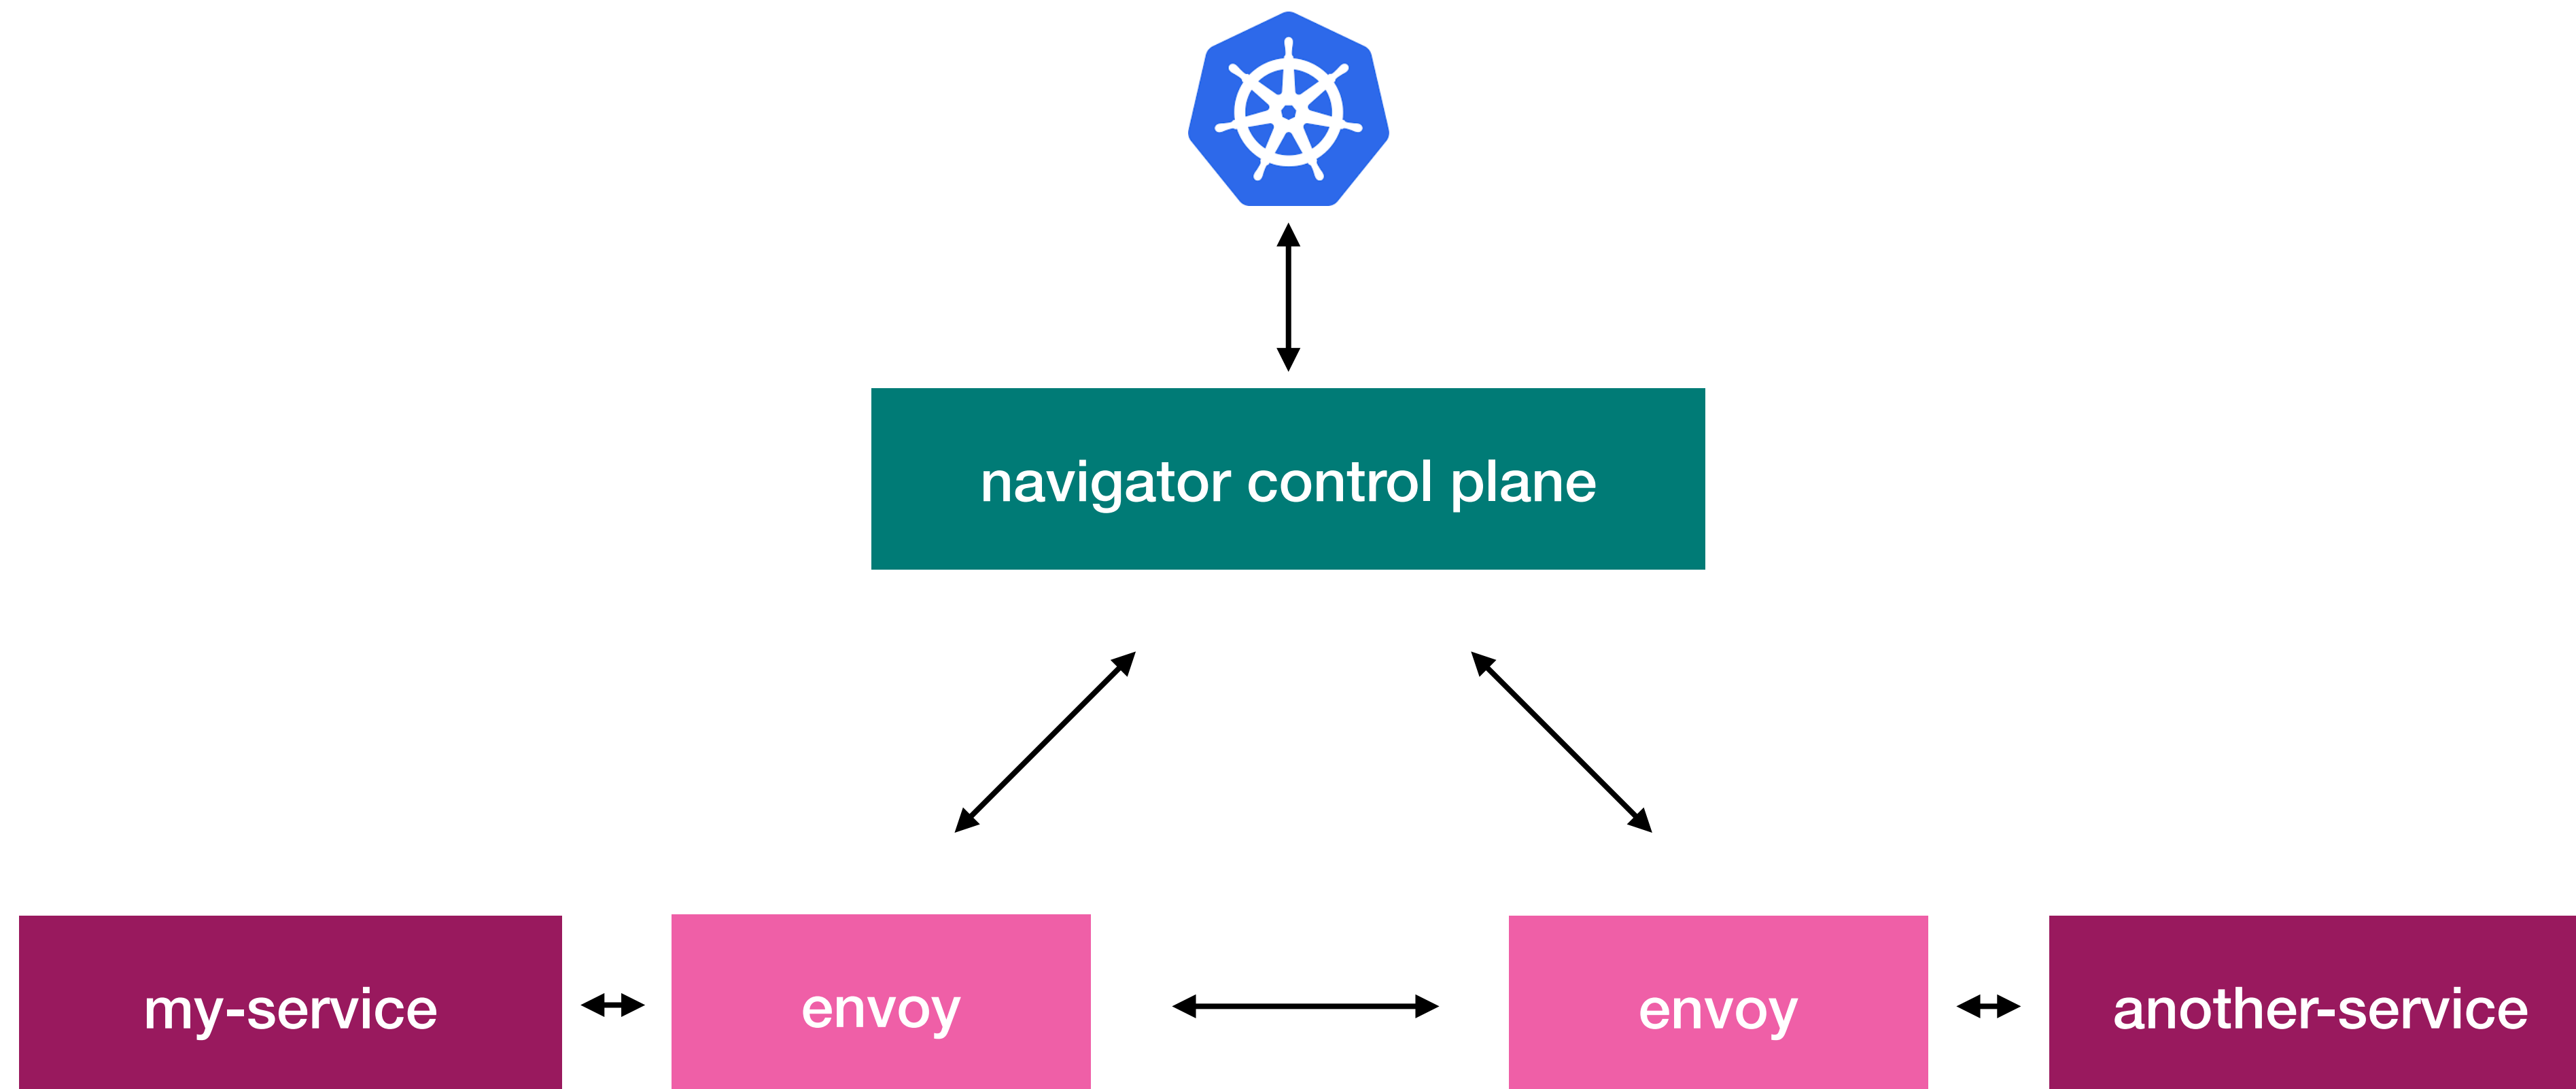 navigator control plane
my-service
envoy
envoy
another-service